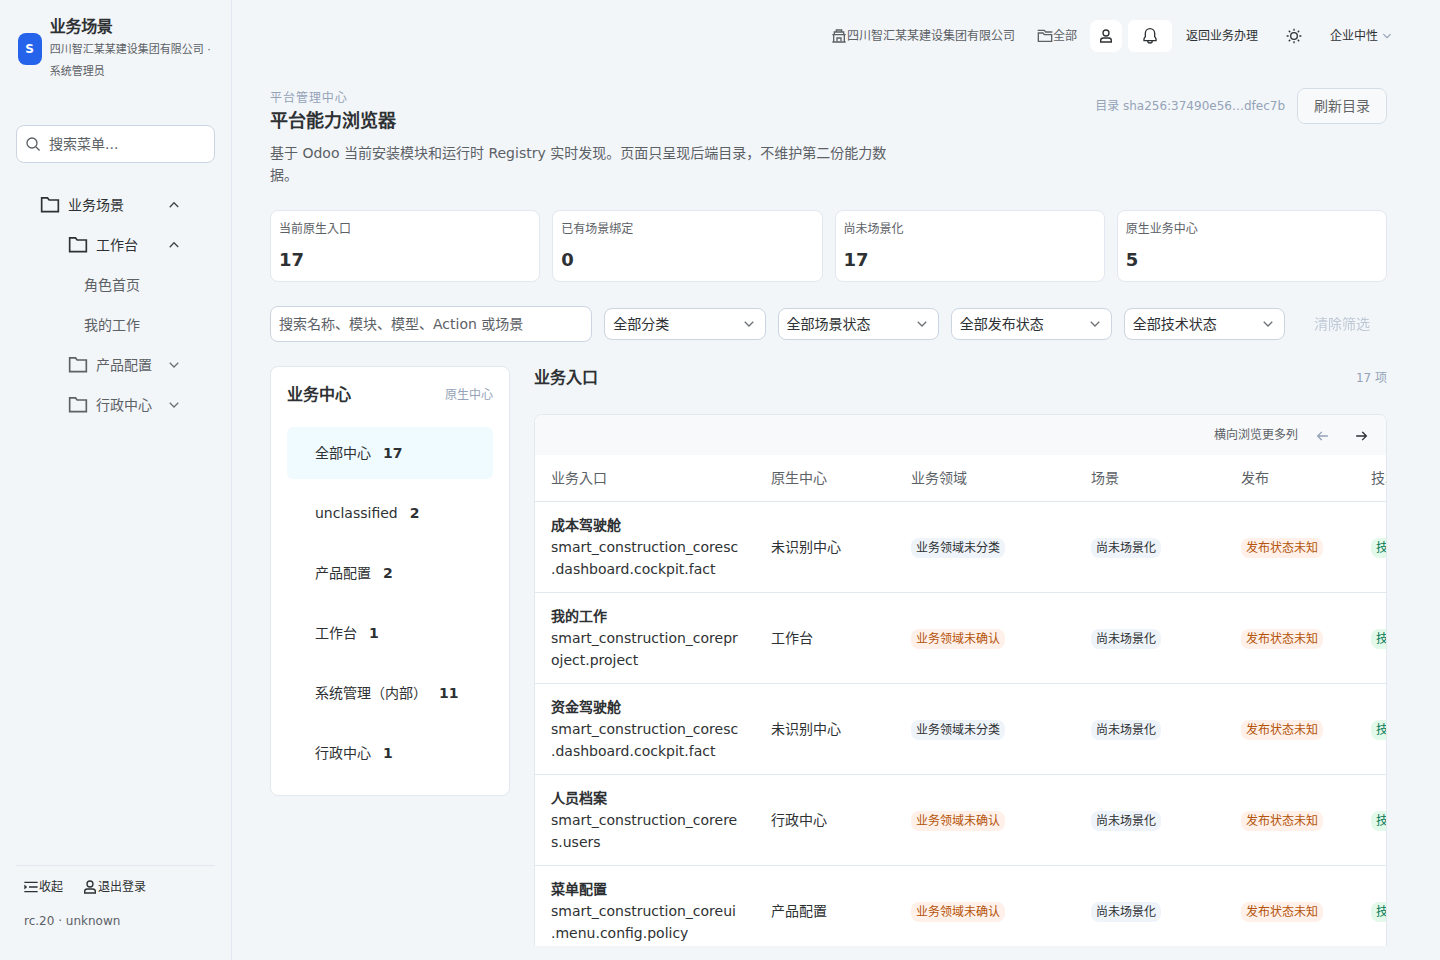 S
业务场景
四川智汇某某建设集团有限公司 ·
系统管理员
搜索菜单...
业务场景
工作台
角色首页
我的工作
产品配置
行政中心
收起
退出登录
rc.20 · unknown
四川智汇某某建设集团有限公司
全部
返回业务办理
企业中性
平台管理中心
平台能力浏览器
基于 Odoo 当前安装模块和运行时 Registry 实时发现。页面只呈现后端目录，不维护第二份能力数
据。
目录 sha256:37490e56...dfec7b
刷新目录
当前原生入口
17
已有场景绑定
0
尚未场景化
17
原生业务中心
5
搜索名称、模块、模型、Action 或场景
全部分类
全部场景状态
全部发布状态
全部技术状态
清除筛选
业务中心
原生中心
全部中心 17
unclassified 2
产品配置 2
工作台 1
系统管理（内部） 11
行政中心 1
业务入口
17 项
横向浏览更多列
业务入口 原生中心 业务领域 场景 发布 技
成本驾驶舱
smart_construction_coresc
.dashboard.cockpit.fact
未识别中心 业务领域未分类 尚未场景化 发布状态未知 技
我的工作
smart_construction_corepr
oject.project
工作台 业务领域未确认 尚未场景化 发布状态未知 技
资金驾驶舱
smart_construction_coresc
.dashboard.cockpit.fact
未识别中心 业务领域未分类 尚未场景化 发布状态未知 技
人员档案
smart_construction_corere
s.users
行政中心 业务领域未确认 尚未场景化 发布状态未知 技
菜单配置
smart_construction_coreui
.menu.config.policy
产品配置 业务领域未确认 尚未场景化 发布状态未知 技